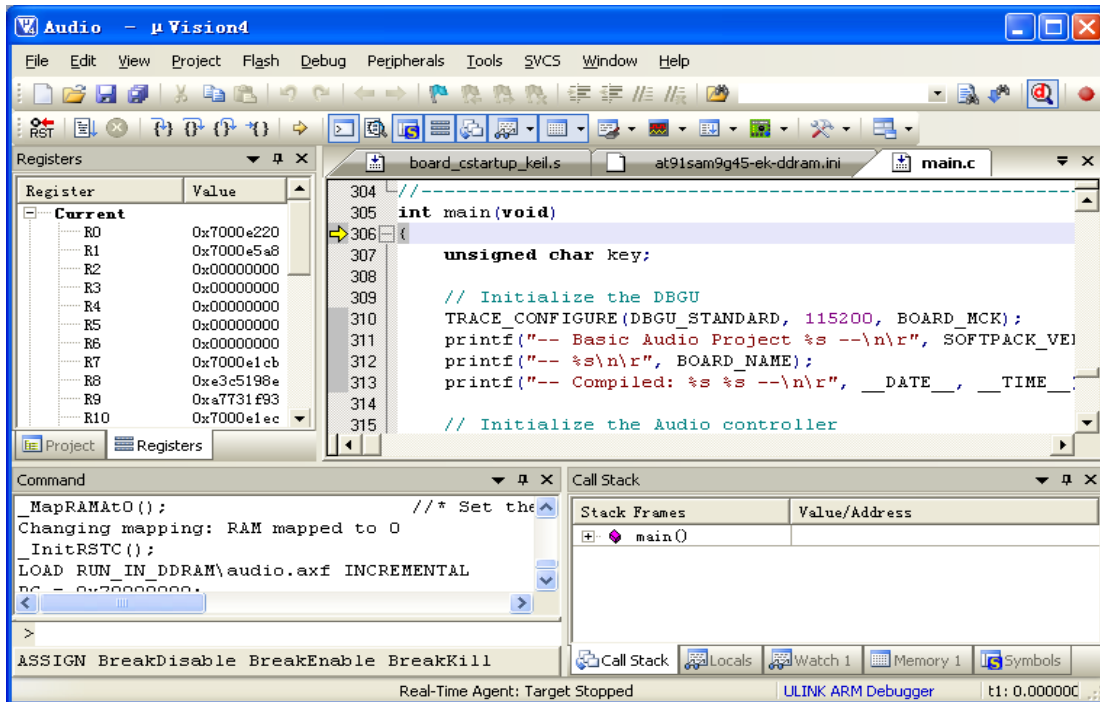 Audio - µVision4
File Edit View Project Flash Debug Peripherals Tools SVCS Window Help
RST
Registers
Register Value
Current
R0 0x7000e220
R1 0x7000e5a8
R2 0x00000000
R3 0x00000000
R4 0x00000000
R5 0x00000000
R6 0x00000000
R7 0x7000e1cb
R8 0xe3c5198e
R9 0xa7731f93
R10 0x7000e1ec
Project Registers
board_cstartup_keil.s at91sam9g45-ek-ddram.ini main.c
304 //-----------------------------------------------------------
305 int main(void)
306 {
307 unsigned char key;
308
309 // Initialize the DBGU
310 TRACE_CONFIGURE(DBGU_STANDARD, 115200, BOARD_MCK);
311 printf("-- Basic Audio Project %s --\n\r", SOFTPACK_VE
312 printf("-- %s\n\r", BOARD_NAME);
313 printf("-- Compiled: %s %s --\n\r", __DATE__, __TIME__
314
315 // Initialize the Audio controller
Command
_MapRAMAt0(); //* Set the
Changing mapping: RAM mapped to 0
_InitRSTC();
LOAD RUN_IN_DDRAM\audio.axf INCREMENTAL
PC = 0x70000000;
>
ASSIGN BreakDisable BreakEnable BreakKill
Call Stack
Stack Frames Value/Address
main()
Call Stack Locals Watch 1 Memory 1 Symbols
Real-Time Agent: Target Stopped ULINK ARM Debugger t1: 0.000000